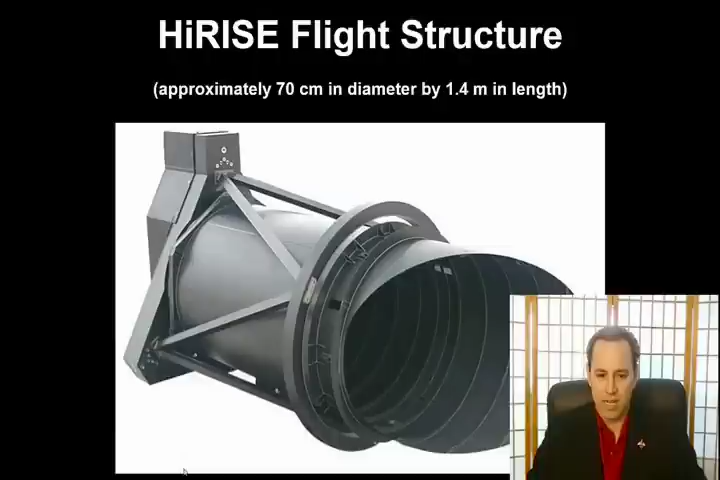 HiRISE Flight Structure
(approximately 70 cm in diameter by 1.4 m in length)